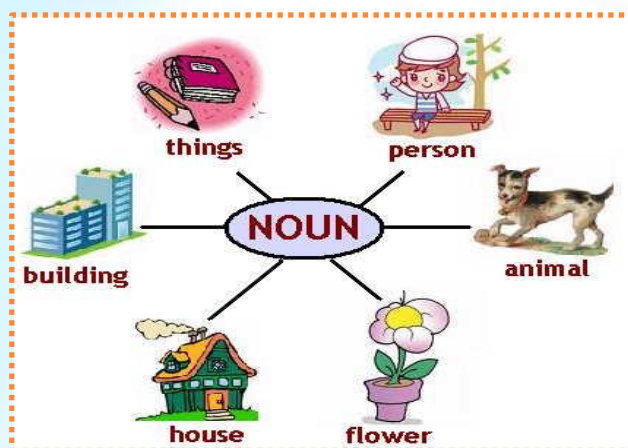 things
person
NOUN
building
animal
house
flower